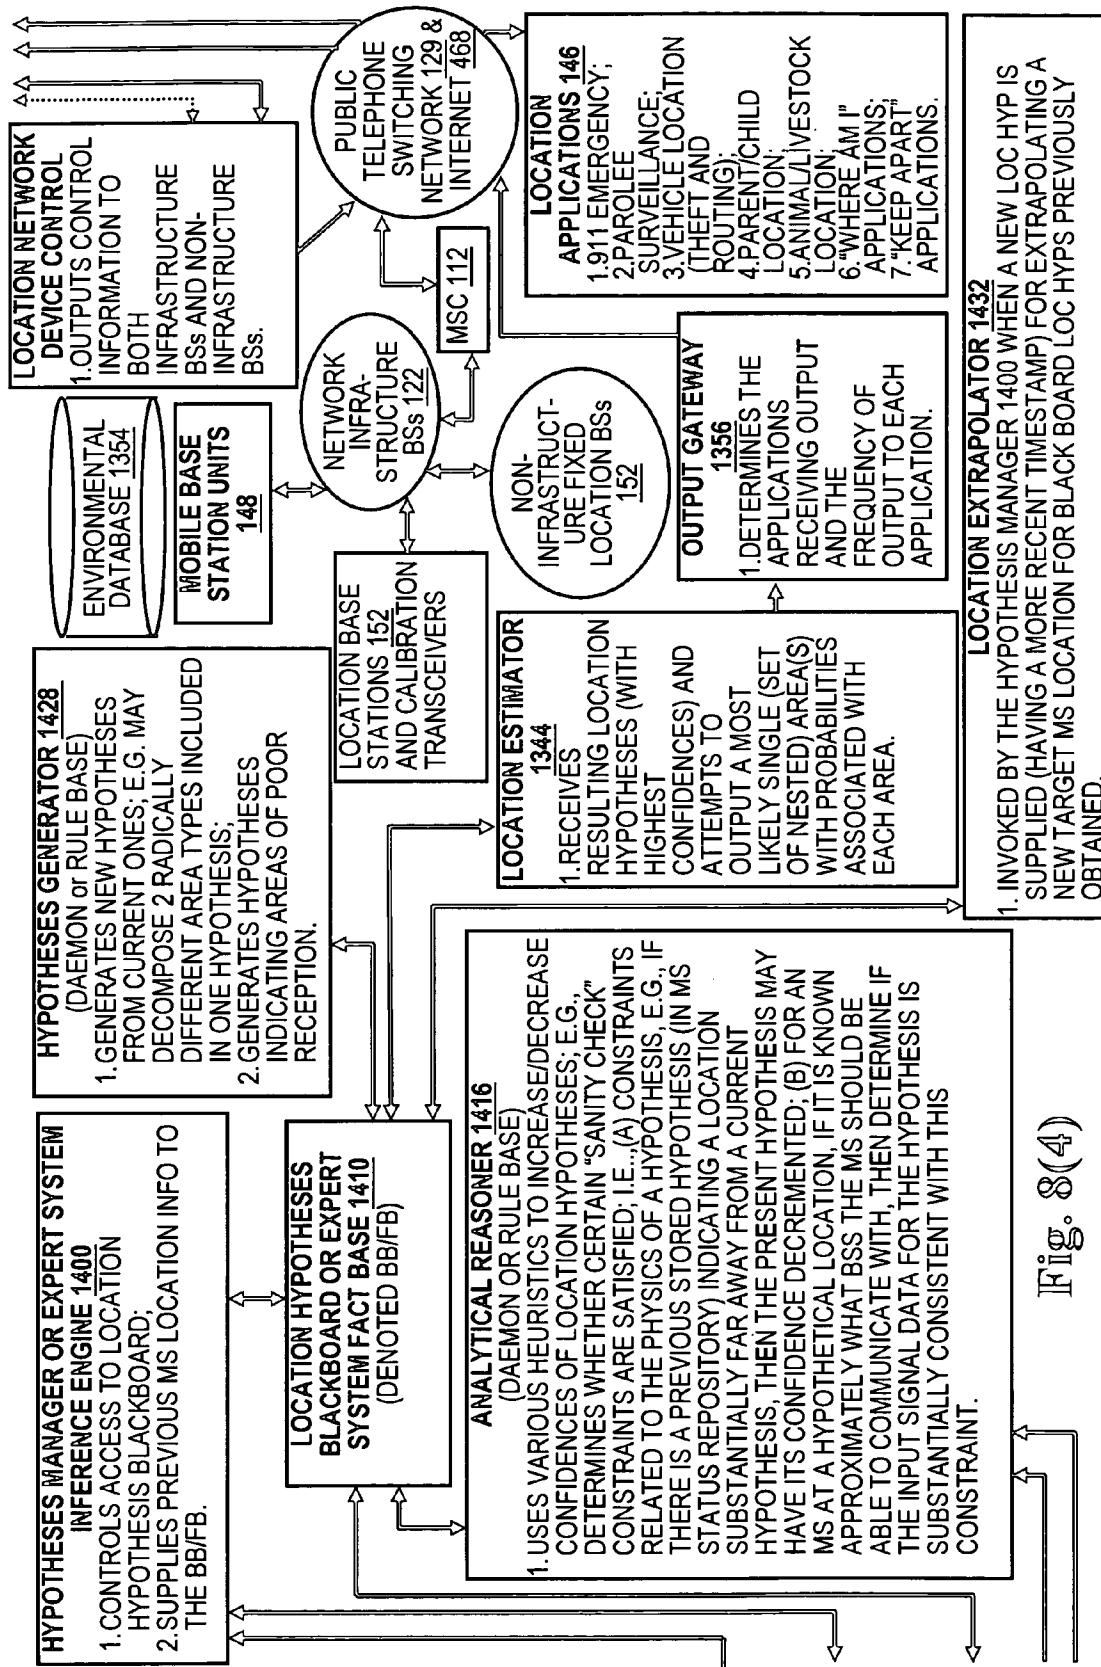 HYPOTHESES MANAGER OR EXPERT SYSTEM
INFERENCE ENGINE 1400
1. CONTROLS ACCESS TO LOCATION
HYPOTHESIS BLACKBOARD;
2. SUPPLIES PREVIOUS MS LOCATION INFO TO
THE BB/FB.
HYPOTHESES GENERATOR 1428
(DAEMON or RULE BASE)
1. GENERATES NEW HYPOTHESES
FROM CURRENT ONES; E.G. MAY
DECOMPOSE 2 RADICALLY
DIFFERENT AREA TYPES INCLUDED
IN ONE HYPOTHESIS;
2. GENERATES HYPOTHESES
INDICATING AREAS OF POOR
RECEPTION.
ENVIRONMENTAL
DATABASE 1354
MOBILE BASE
STATION UNITS
148
LOCATION NETWORK
DEVICE CONTROL
1. OUTPUTS CONTROL
INFORMATION TO
BOTH
INFRASTRUCTURE
BSs AND NON-
INFRASTRUCTURE
BSs.
LOCATION HYPOTHESES
BLACKBOARD OR EXPERT
SYSTEM FACT BASE 1410
(DENOTED BB/FB)
LOCATION BASE
STATIONS 152
AND CALIBRATION
TRANSCEIVERS
NETWORK
INFRA-
STRUCTURE
BSs 122
MSC 112
PUBLIC
TELEPHONE
SWITCHING
NETWORK 129 &
INTERNET 468
NON-
INFRASTRUCT-
URE FIXED
LOCATION BSs
152
ANALYTICAL REASONER 1416
(DAEMON OR RULE BASE)
1. USES VARIOUS HEURISTICS TO INCREASE/DECREASE
CONFIDENCES OF LOCATION HYPOTHESES; E.G.,
DETERMINES WHETHER CERTAIN "SANITY CHECK"
CONSTRAINTS ARE SATISFIED; I.E.,,(A) CONSTRAINTS
RELATED TO THE PHYSICS OF A HYPOTHESIS, E.G., IF
THERE IS A PREVIOUS STORED HYPOTHESIS (IN MS
STATUS REPOSITORY) INDICATING A LOCATION
SUBSTANTIALLY FAR AWAY FROM A CURRENT
HYPOTHESIS, THEN THE PRESENT HYPOTHESIS MAY
HAVE ITS CONFIDENCE DECREMENTED; (B) FOR AN
MS AT A HYPOTHETICAL LOCATION, IF IT IS KNOWN
APPROXIMATELY WHAT BSS THE MS SHOULD BE
ABLE TO COMMUNICATE WITH, THEN DETERMINE IF
THE INPUT SIGNAL DATA FOR THE HYPOTHESIS IS
SUBSTANTIALLY CONSISTENT WITH THIS
CONSTRAINT.
LOCATION ESTIMATOR
1344
1. RECEIVES
RESULTING LOCATION
HYPOTHESES (WITH
HIGHEST
CONFIDENCES) AND
ATTEMPTS TO
OUTPUT A MOST
LIKELY SINGLE (SET
OF NESTED) AREA(S)
WITH PROBABILITIES
ASSOCIATED WITH
EACH AREA.
OUTPUT GATEWAY
1356
1. DETERMINES THE
APPLICATIONS
RECEIVING OUTPUT
AND THE
FREQUENCY OF
OUTPUT TO EACH
APPLICATION.
LOCATION
APPLICATIONS 146
1. 911 EMERGENCY;
2. PAROLEE
SURVEILLANCE;
3. VEHICLE LOCATION
(THEFT AND
ROUTING);
4. PARENT/CHILD
LOCATION;
5. ANIMAL/LIVESTOCK
LOCATION;
6. "WHERE AM I"
APPLICATIONS;
7. "KEEP APART"
APPLICATIONS.
LOCATION EXTRAPOLATOR 1432
1. INVOKED BY THE HYPOTHESIS MANAGER 1400 WHEN A NEW LOC HYP IS
SUPPLIED (HAVING A MORE RECENT TIMESTAMP) FOR EXTRAPOLATING A
NEW TARGET MS LOCATION FOR BLACK BOARD LOC HYPS PREVIOUSLY
OBTAINED.
Fig. 8(4)